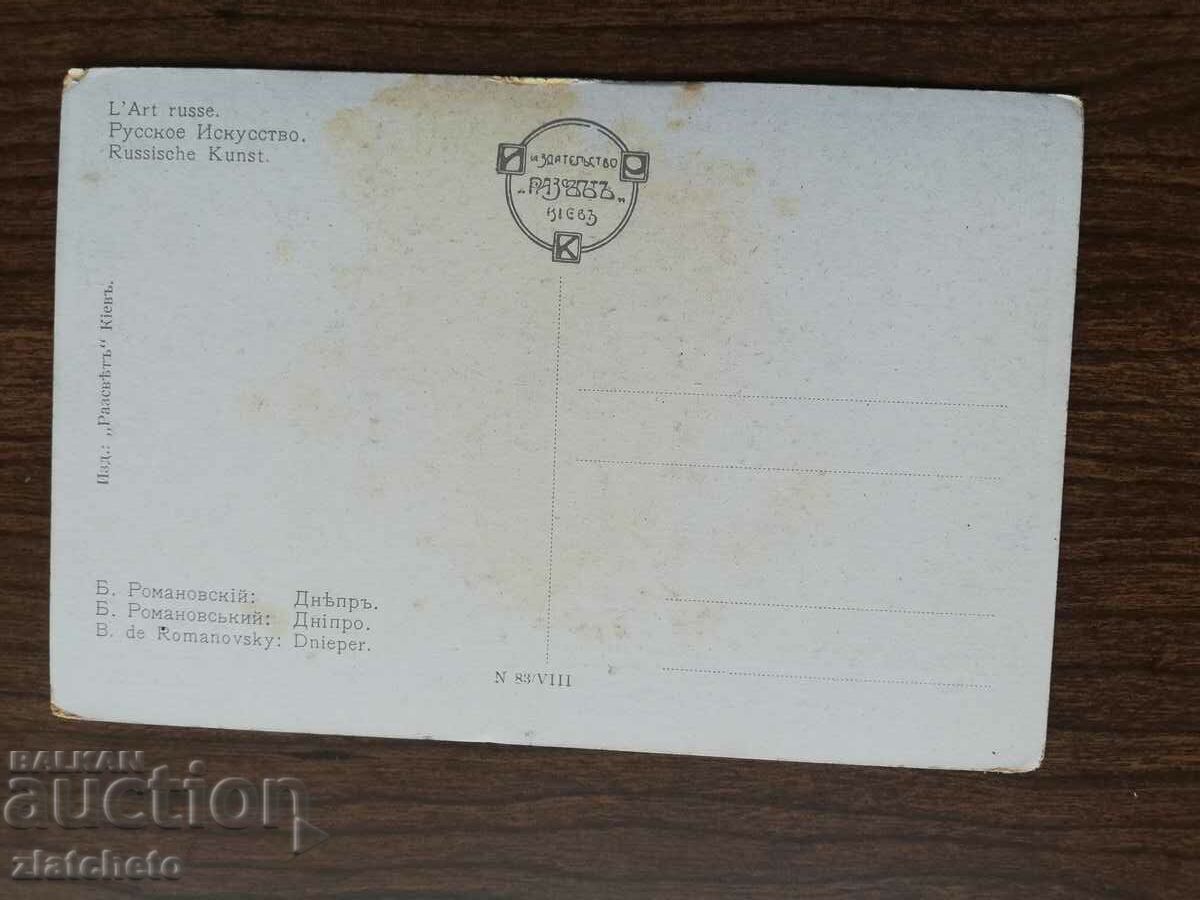 L'Art russe.
Русское Искусство.
Russische Kunst.
И
Р
издательство
„РАЗСВѢТЪ„
КІЕВЪ
К
Изд.: „Разсвѣтъ“ Кіевъ.
Б. Романовскій: Днѣпръ.
Б. Романовський: Дніпро.
B. de Romanovsky: Dnieper.
N 83/VIII
BALKAN
auction
zlatcheto